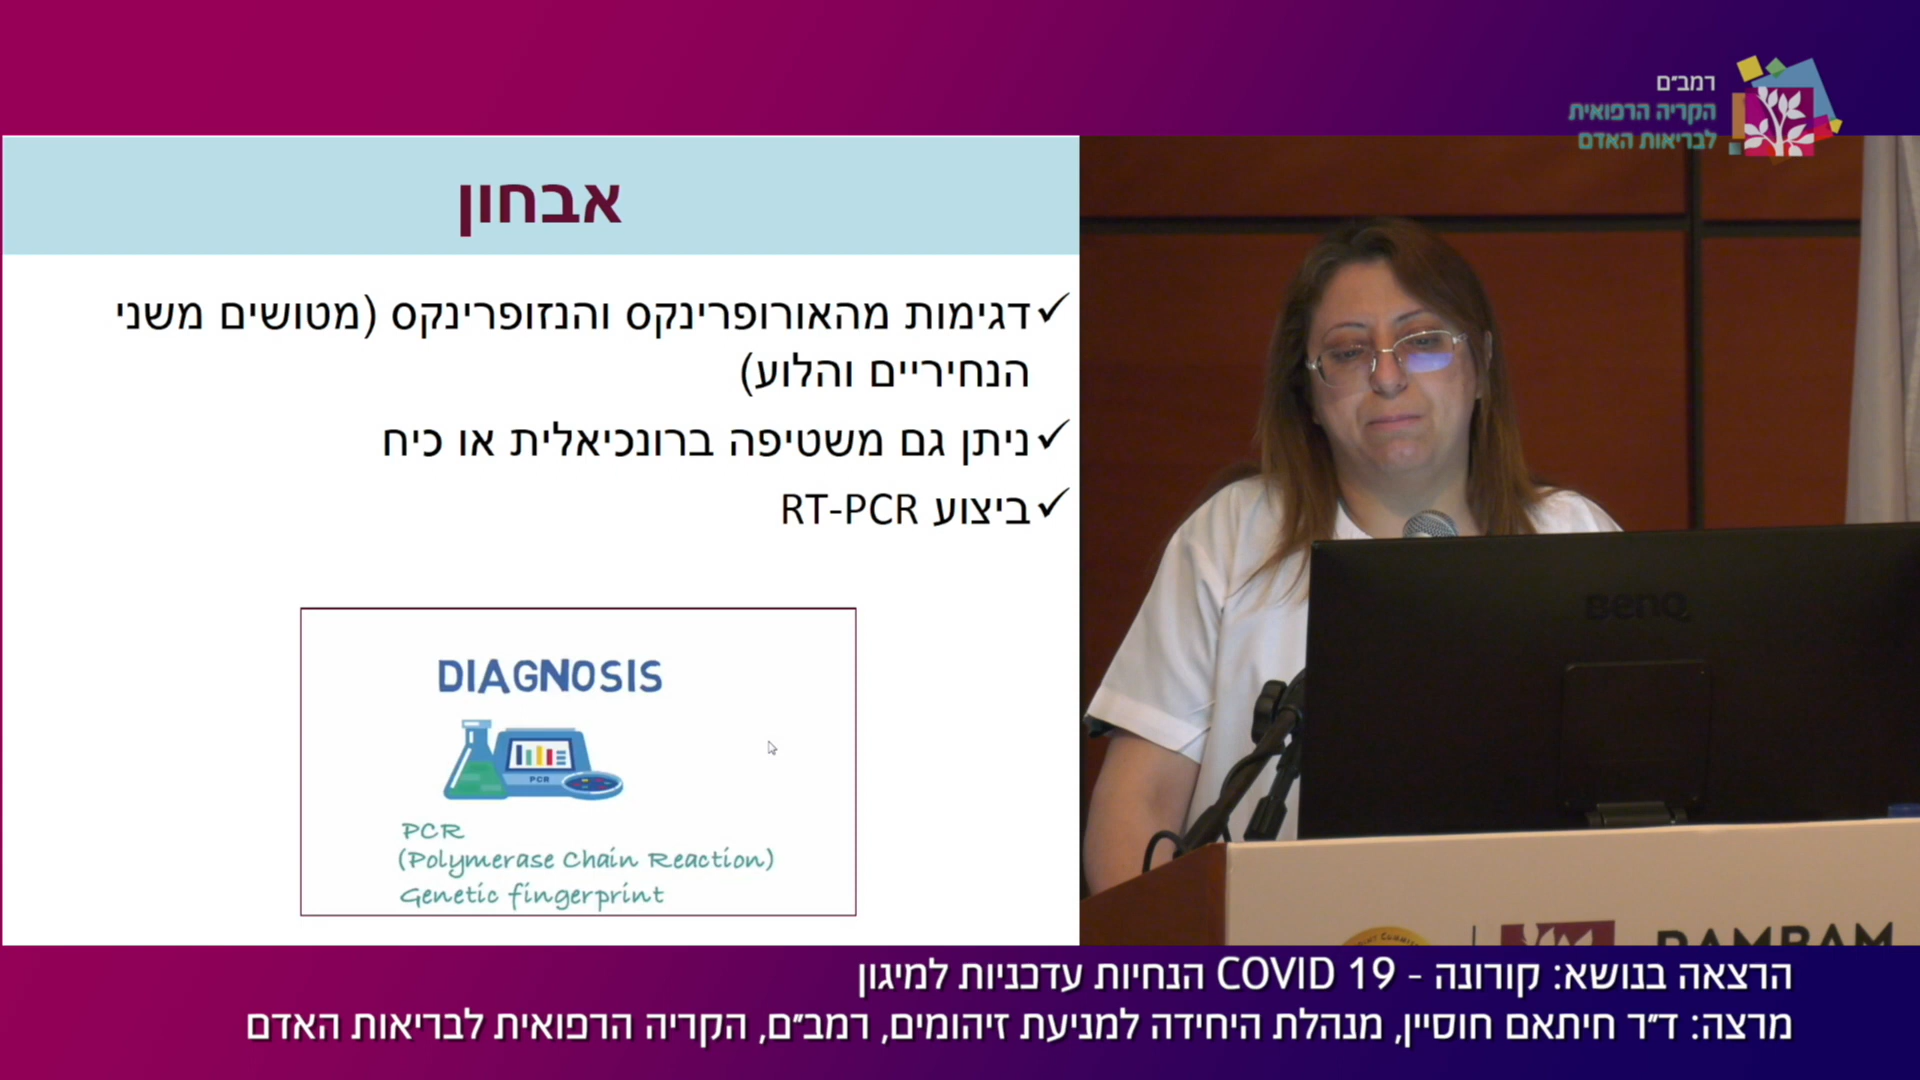 רמב״ם
הקריה הרפואית
לבריאות האדם
אבחון
✓דגימות מהאורופרינקס והנזופרינקס (מטושים משני
הנחיריים והלוע)
✓ניתן גם משטיפה ברונכיאלית או כיח
✓ביצוע RT-PCR
DIAGNOSIS
PCR
PCR
(Polymerase Chain Reaction)
Genetic fingerprint
BenQ
RAMBAM
הרצאה בנושא: קורונה - COVID 19 הנחיות עדכניות למיגון
מרצה: ד״ר חיתאם חוסיין, מנהלת היחידה למניעת זיהומים, רמב״ם, הקריה הרפואית לבריאות האדם